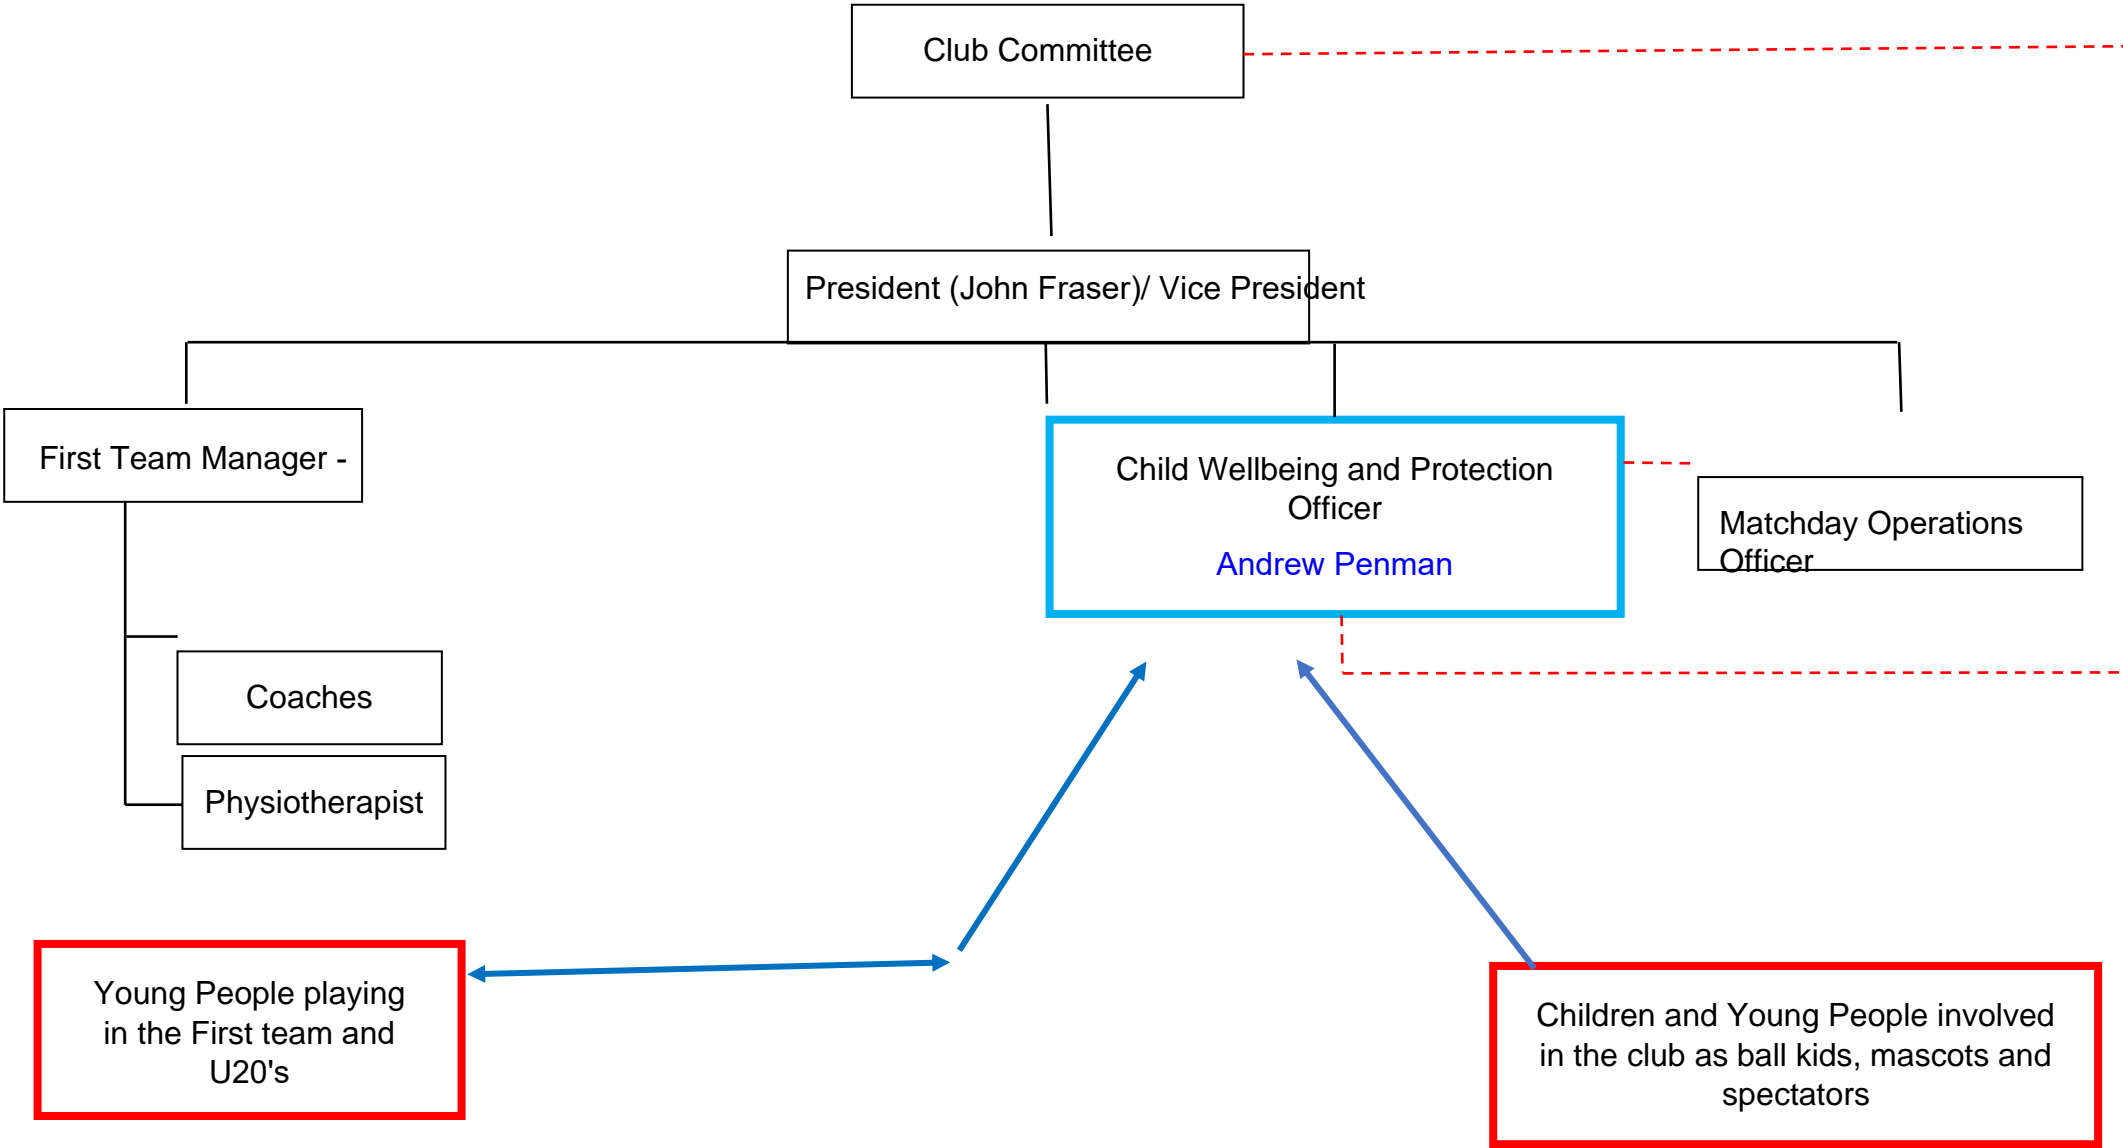 Club Committee
President (John Fraser)/ Vice President
First Team Manager -
Child Wellbeing and Protection
Officer
Andrew Penman
Matchday Operations
Officer
Coaches
Physiotherapist
Young People playing
in the First team and
U20's
Children and Young People involved
in the club as ball kids, mascots and
spectators